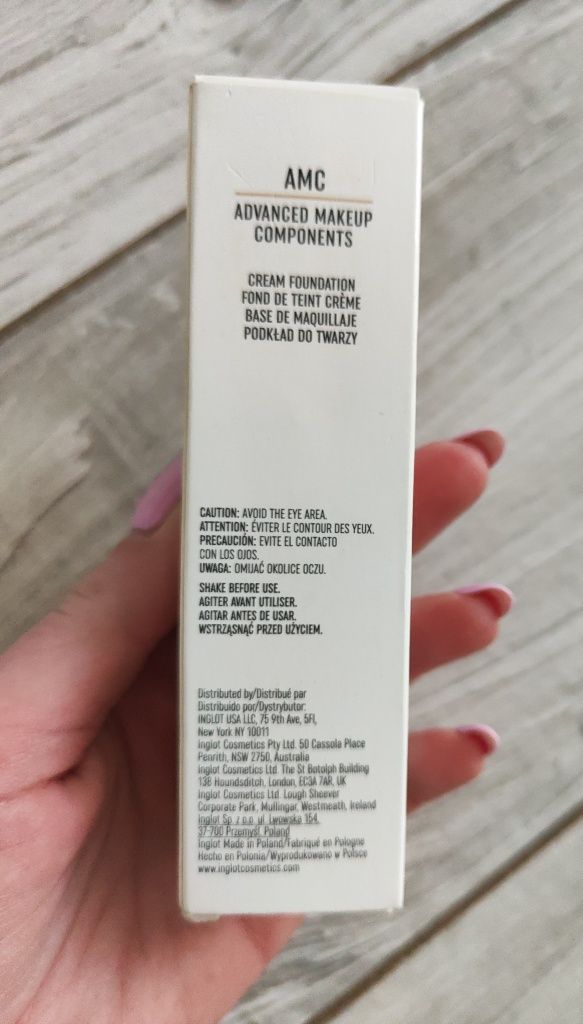 AMC
ADVANCED MAKEUP
COMPONENTS
CREAM FOUNDATION
FOND DE TEINT CRÈME
BASE DE MAQUILLAJE
PODKŁAD DO TWARZY
CAUTION: AVOID THE EYE AREA.
ATTENTION: ÉVITER LE CONTOUR DES YEUX.
PRECAUCIÓN: EVITE EL CONTACTO
CON LOS OJOS.
UWAGA: OMIJAĆ OKOLICE OCZU.
SHAKE BEFORE USE.
AGITER AVANT UTILISER.
AGITAR ANTES DE USAR.
WSTRZĄSNĄĆ PRZED UŻYCIEM.
Distributed by/Distribué par
Distribuido por/Dystrybutor:
INGLOT USA LLC, 75 9th Ave, 5Fl,
New York NY 10011
Inglot Cosmetics Pty Ltd. 50 Cassola Place
Penrith, NSW 2750, Australia
Inglot Cosmetics Ltd. The St Botolph Building
138 Houndsditch, London, EC3A 7AR, UK
Inglot Cosmetics Ltd. Lough Sheever
Corporate Park, Mullingar, Westmeath, Ireland
Inglot Sp. z o.o. ul. Lwowska 154,
37-700 Przemyśl, Poland
Inglot Made in Poland/Fabriqué en Pologne
Hecho en Polonia/Wyprodukowano w Polsce
www.inglotcosmetics.com